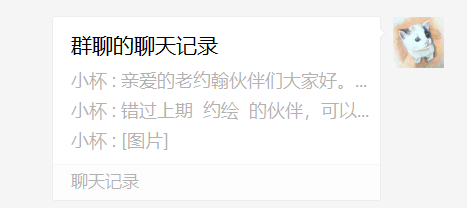 群聊的聊天记录
小杯 : 亲爱的老约翰伙伴们大家好。...
小杯 : 错过上期  约绘  的伙伴，可以...
小杯 : [图片]
聊天记录